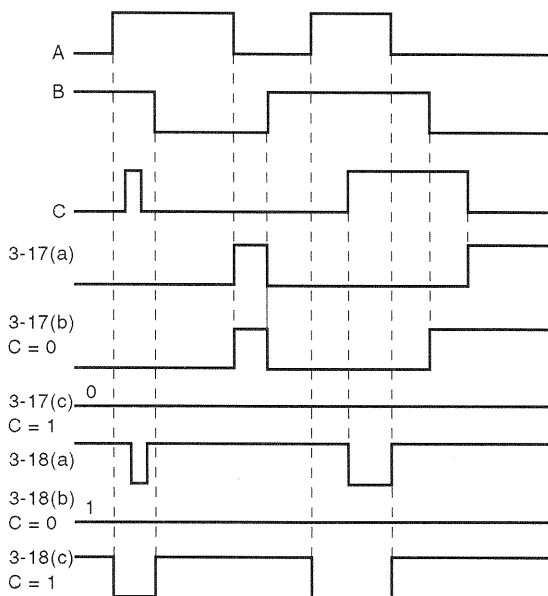 A
B
C
3-17(a)
3-17(b)
C = 0
3-17(c) 0
C = 1
3-18(a)
3-18(b) 1
C = 0
3-18(c)
C = 1